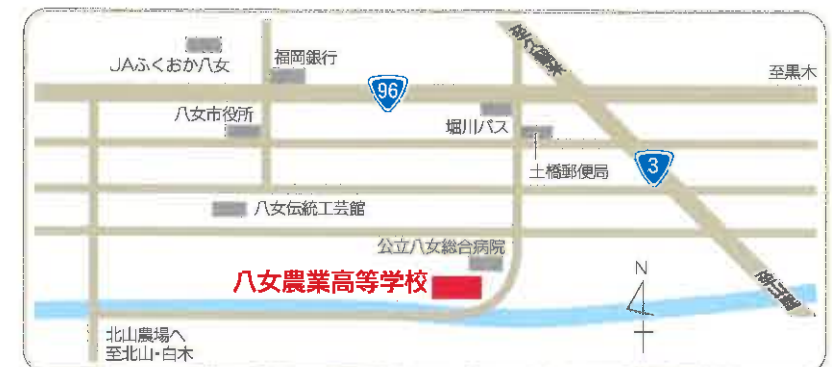 JAふくおか八女
福岡銀行
96
至黒木
八女市役所
堀川バス
土橋郵便局
3
八女伝統工芸館
公立八女総合病院
八女農業高等学校
N
北山農場へ
至北山・白木